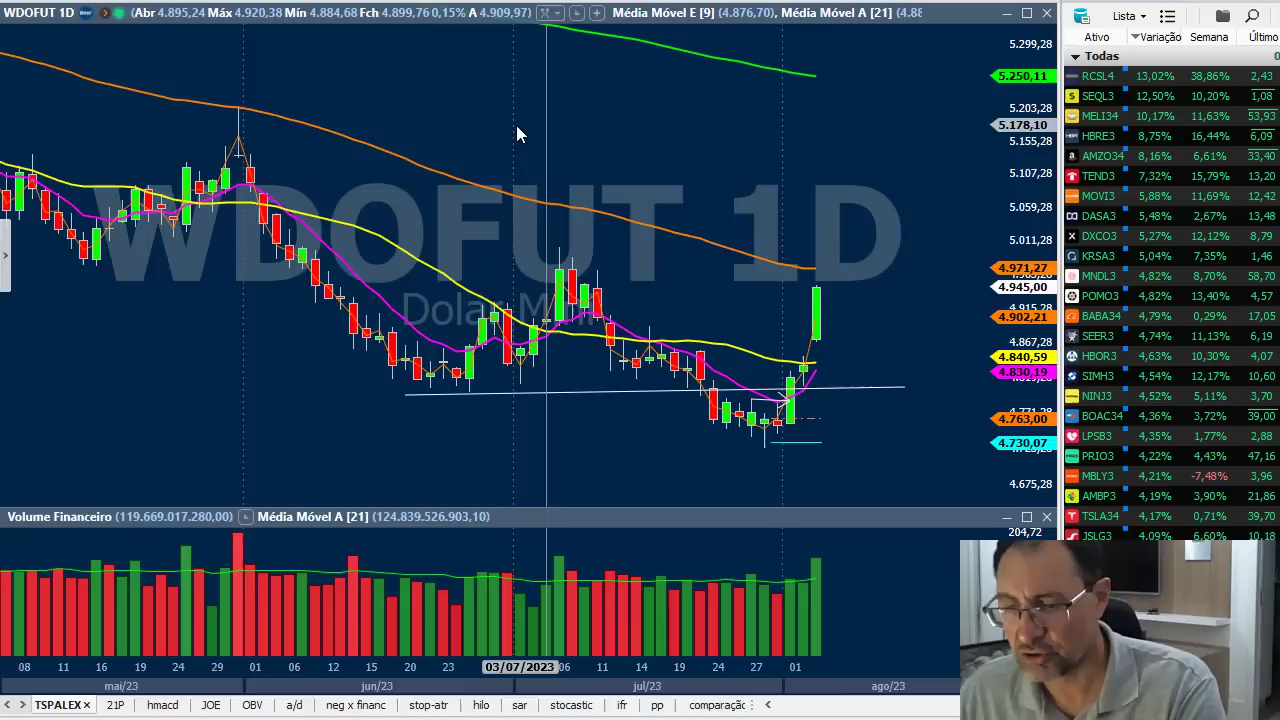 WDOFUT 1D (Abr 4.895,24 Máx 4.920,38 Mín 4.884,68 Fch 4.899,76 0,15% A 4.909,97) Média Móvel E [9] (4.876,70), Média Móvel A [21] (4.88
5.299,28
5.250,11
5.203,28
5.178,10
5.155,28
5.107,28
5.059,28
5.011,28
4.971,27
4.945,00
4.915,28
4.902,21
4.867,28
4.840,59
4.830,19
4.763,00
4.730,07
4.675,28
WDOFUT 1D
Volume Financeiro (119.669.017.280,00) Média Móvel A [21] (124.839.526.903,10)
204,72
08 11 16 19 24 29 01 06 12 15 20 23 03/07/2023 06 11 14 19 24 27 01
mai/23 jun/23 jul/23 ago/23
TSPALEX 21P hmacd JOE OBV a/d neg x financ stop-atr hilo sar stocastic ifr pp comparação
Lista
Ativo Variação Semana Último
Todas 0
RCSL4 13,02% 38,86% 2,43
SEQL3 12,50% 10,20% 1,08
MELI34 10,17% 11,63% 53,93
HBRE3 8,75% 16,44% 6,09
AMZO34 8,16% 6,61% 33,40
TEND3 7,32% 15,79% 13,20
MOVI3 5,88% 11,69% 12,42
DASA3 5,48% 2,67% 13,48
DXCO3 5,27% 12,12% 8,79
KRSA3 5,04% 7,35% 1,46
MNDL3 4,82% 8,70% 58,70
POMO3 4,82% 13,40% 4,57
BABA34 4,79% 0,29% 17,05
SEER3 4,74% 11,13% 6,19
HBOR3 4,63% 10,30% 4,07
SIMH3 4,54% 12,17% 10,60
NINJ3 4,52% 5,11% 3,70
BOAC34 4,36% 3,72% 39,00
LPSB3 4,35% 1,77% 2,88
PRIO3 4,22% 4,43% 47,16
MBLY3 4,21% -7,48% 3,96
AMBP3 4,19% 3,90% 21,86
TSLA34 4,17% 0,71% 39,70
JSLG3 4,09% 6,60% 10,18